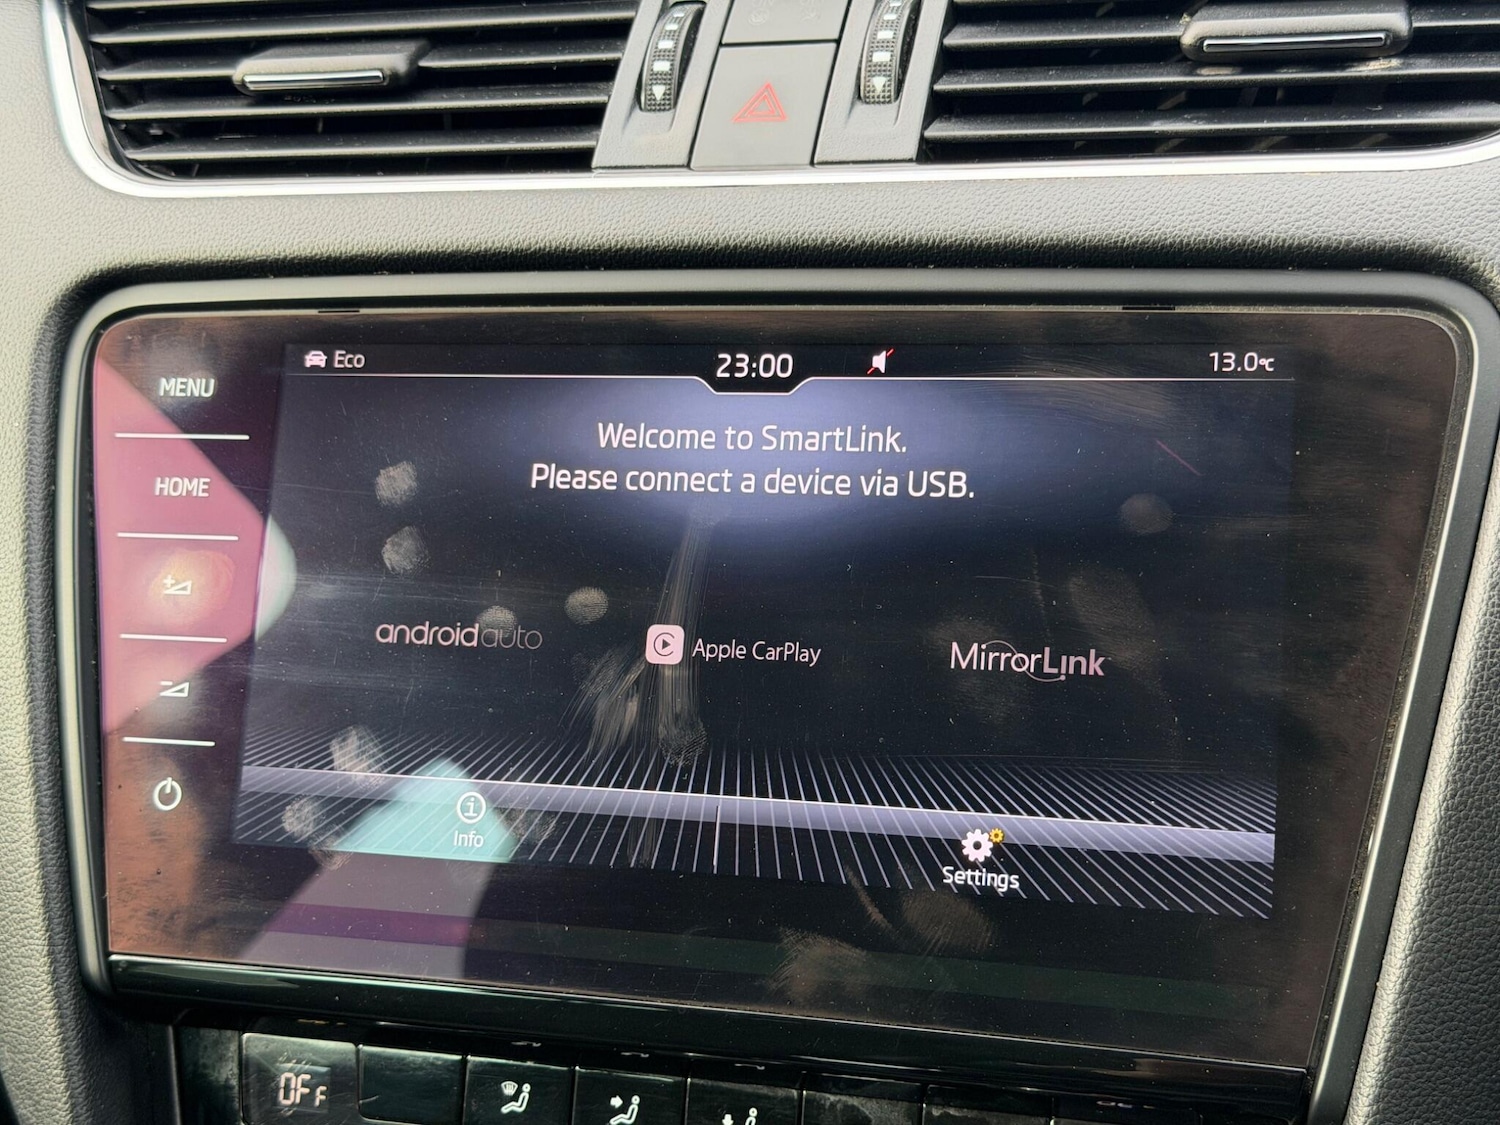 Eco
23:00
13.0°C
MENU
Welcome to SmartLink.
Please connect a device via USB.
HOME
androidauto
Apple CarPlay
MirrorLink
Info
Settings
OFF